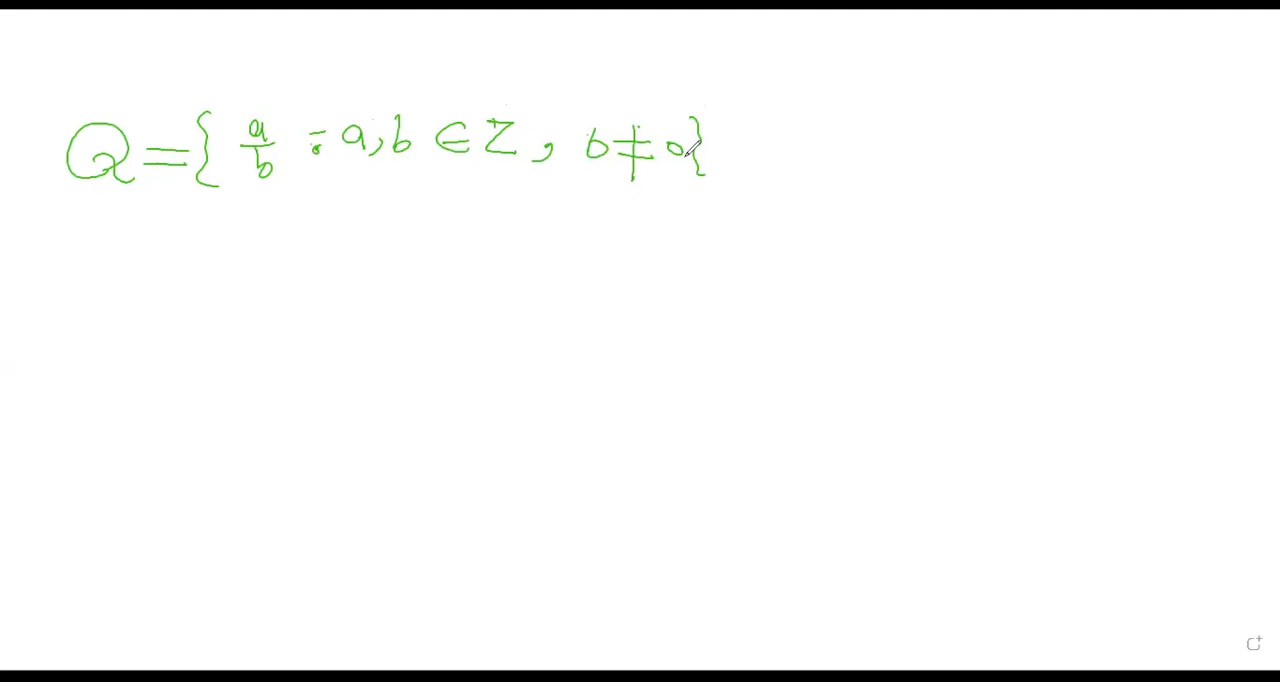 Q = { a/b : a, b ∈ Z, b ≠ 0 }